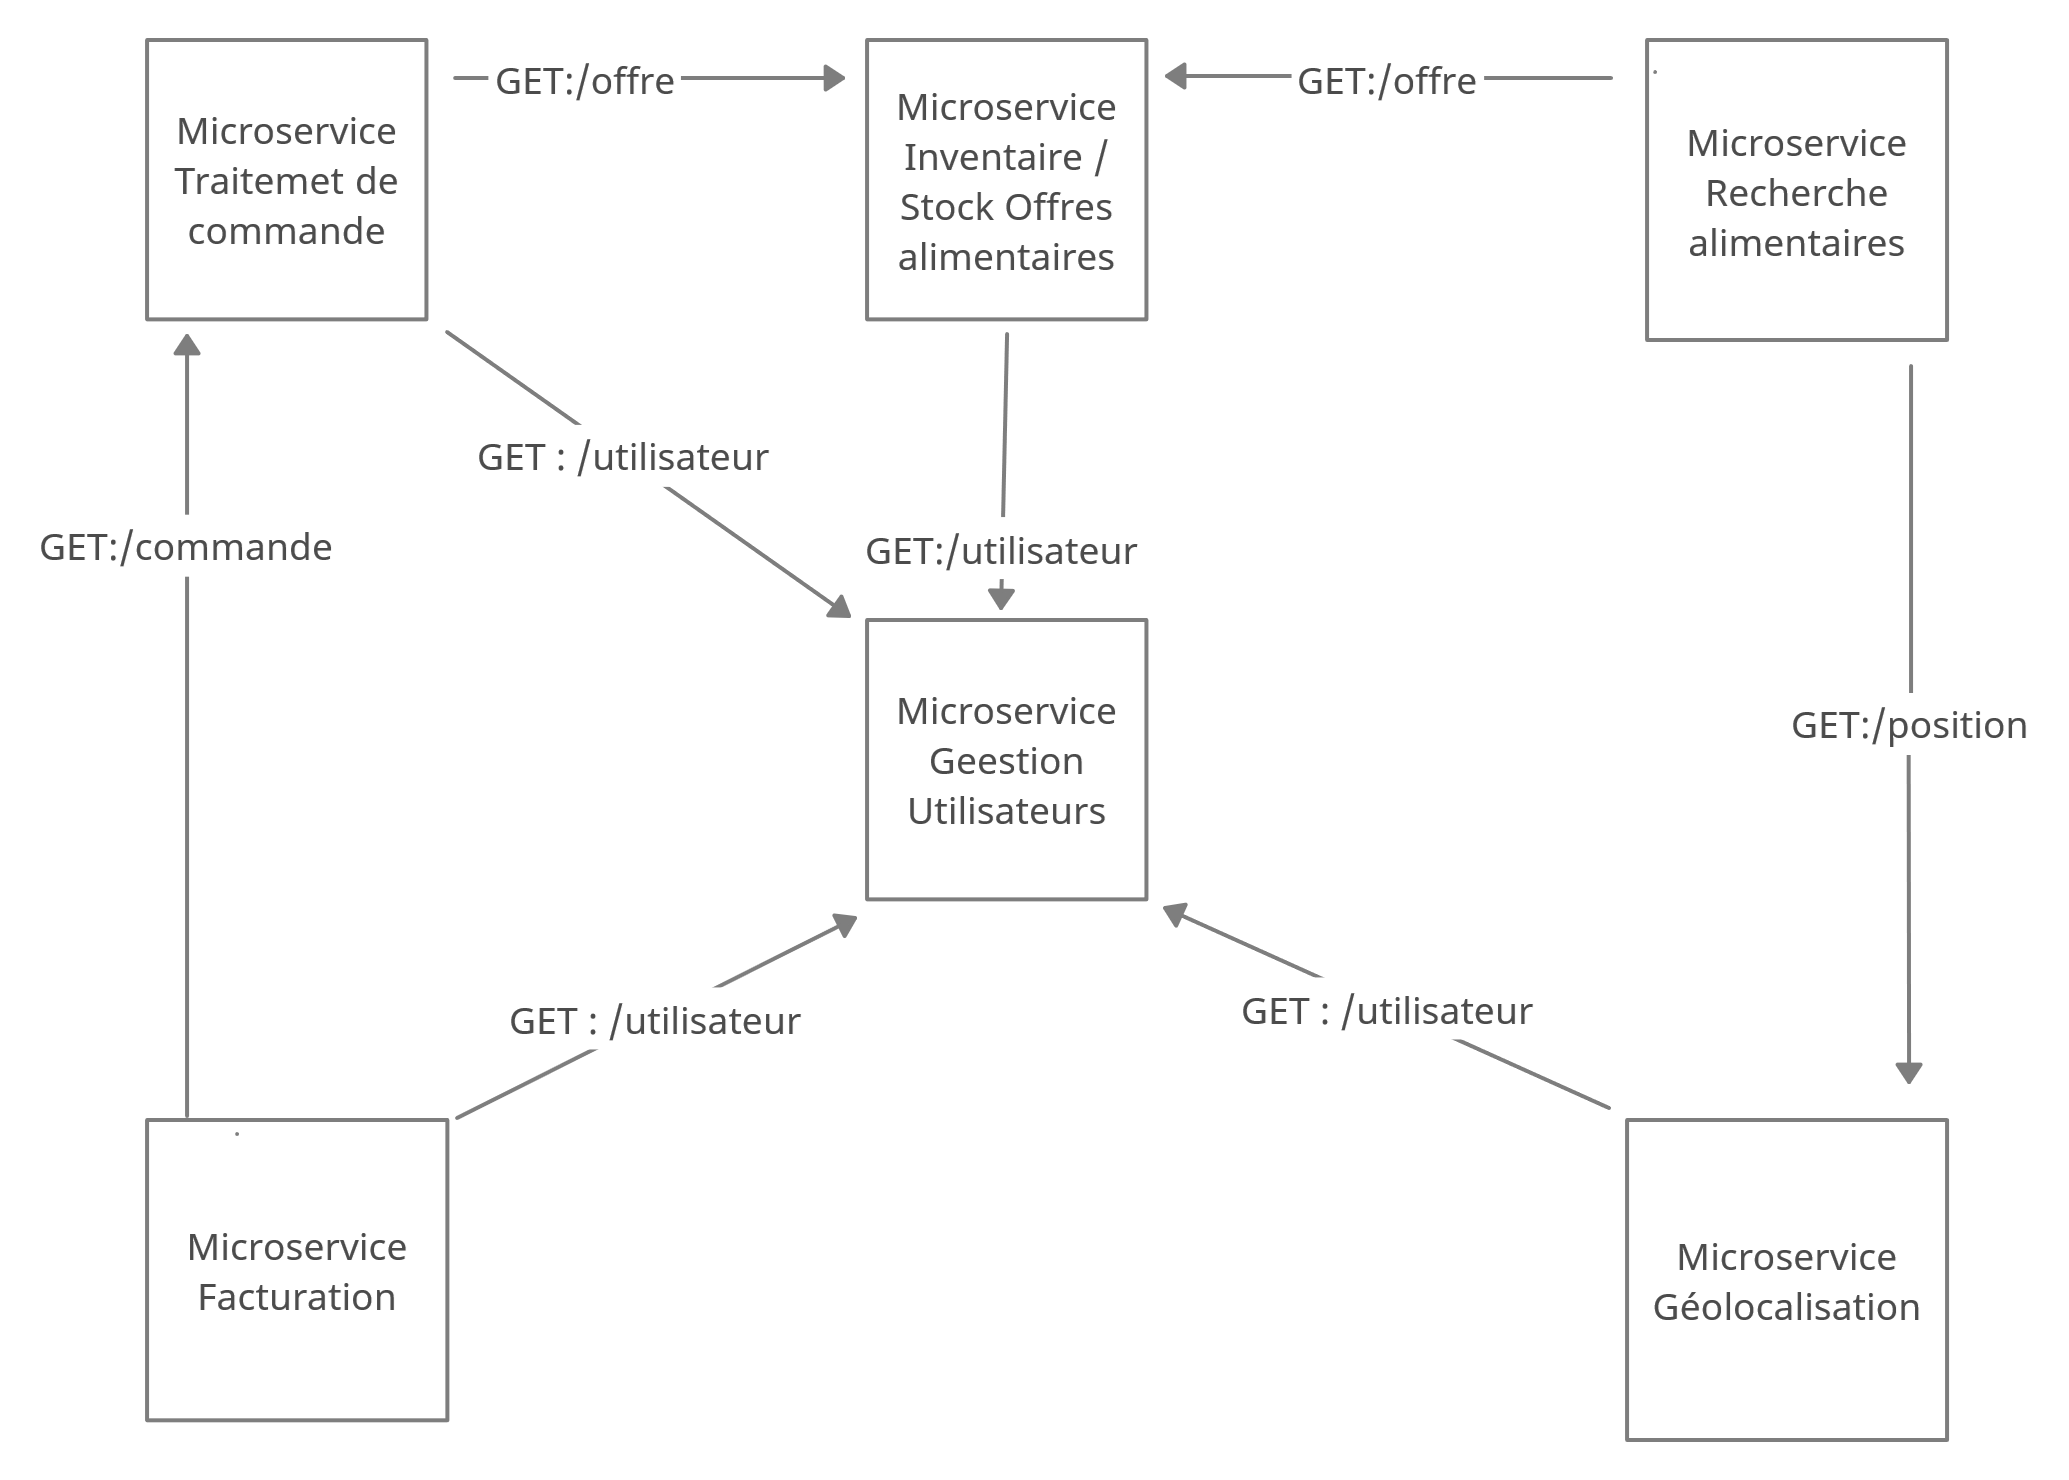 GET:/offre
GET:/offre
Microservice
Traitemet de
commande
Microservice
Inventaire /
Stock Offres
alimentaires
Microservice
Recherche
alimentaires
GET : /utilisateur
GET:/commande
GET:/utilisateur
GET:/position
Microservice
Geestion
Utilisateurs
GET : /utilisateur
GET : /utilisateur
Microservice
Facturation
Microservice
Géolocalisation